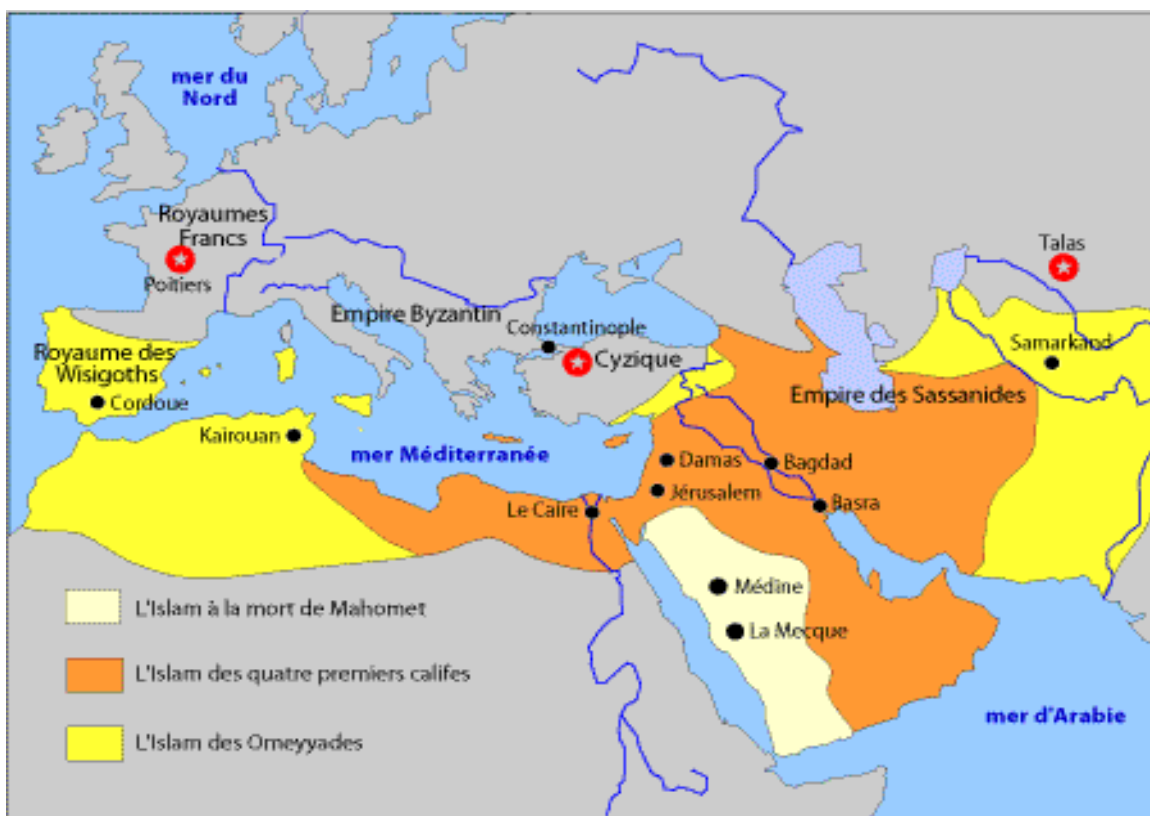 mer du
Nord
Royaumes
Francs
Poitiers
Talas
Empire Byzantin
Constantinople
Cyzique
Samarkand
Royaume des
Wisigoths
Cordoue
Empire des Sassanides
Kairouan
mer Méditerranée
Damas
Bagdad
Jérusalem
Basra
Le Caire
Médine
La Mecque
L'Islam à la mort de Mahomet
L'Islam des quatre premiers califes
L'Islam des Omeyyades
mer d'Arabie